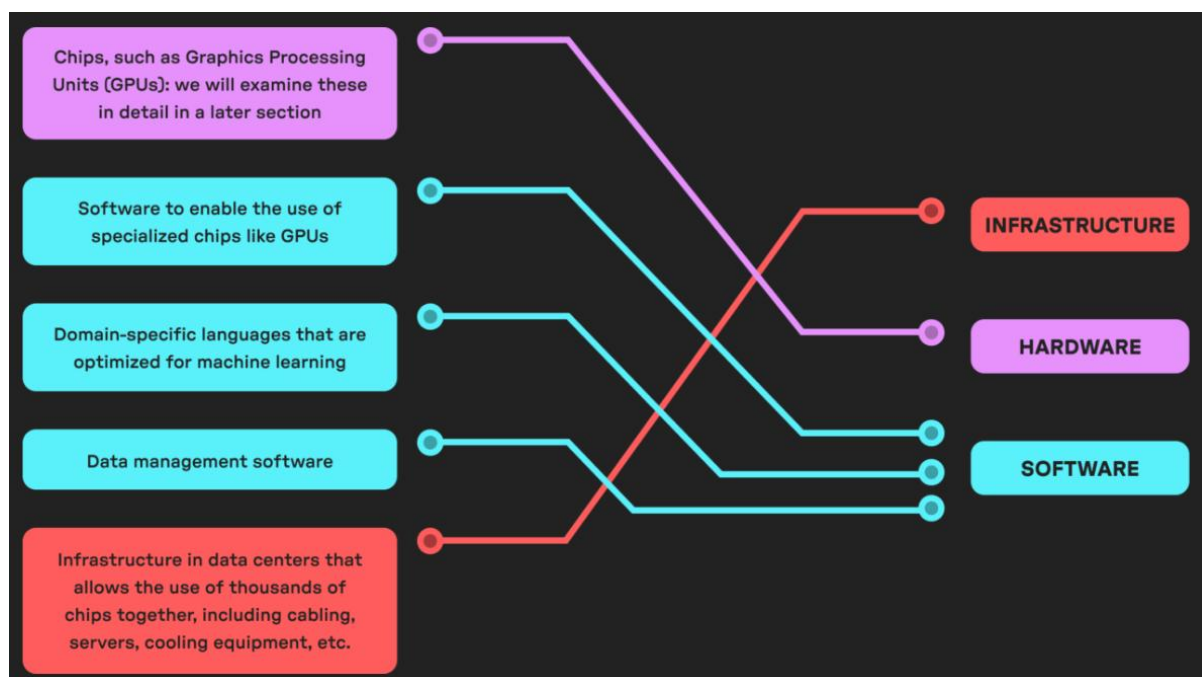 Chips, such as Graphics Processing
Units (GPUs): we will examine these
in detail in a later section
Software to enable the use of
specialized chips like GPUs
Domain-specific languages that are
optimized for machine learning
Data management software
Infrastructure in data centers that
allows the use of thousands of
chips together, including cabling,
servers, cooling equipment, etc.
INFRASTRUCTURE
HARDWARE
SOFTWARE